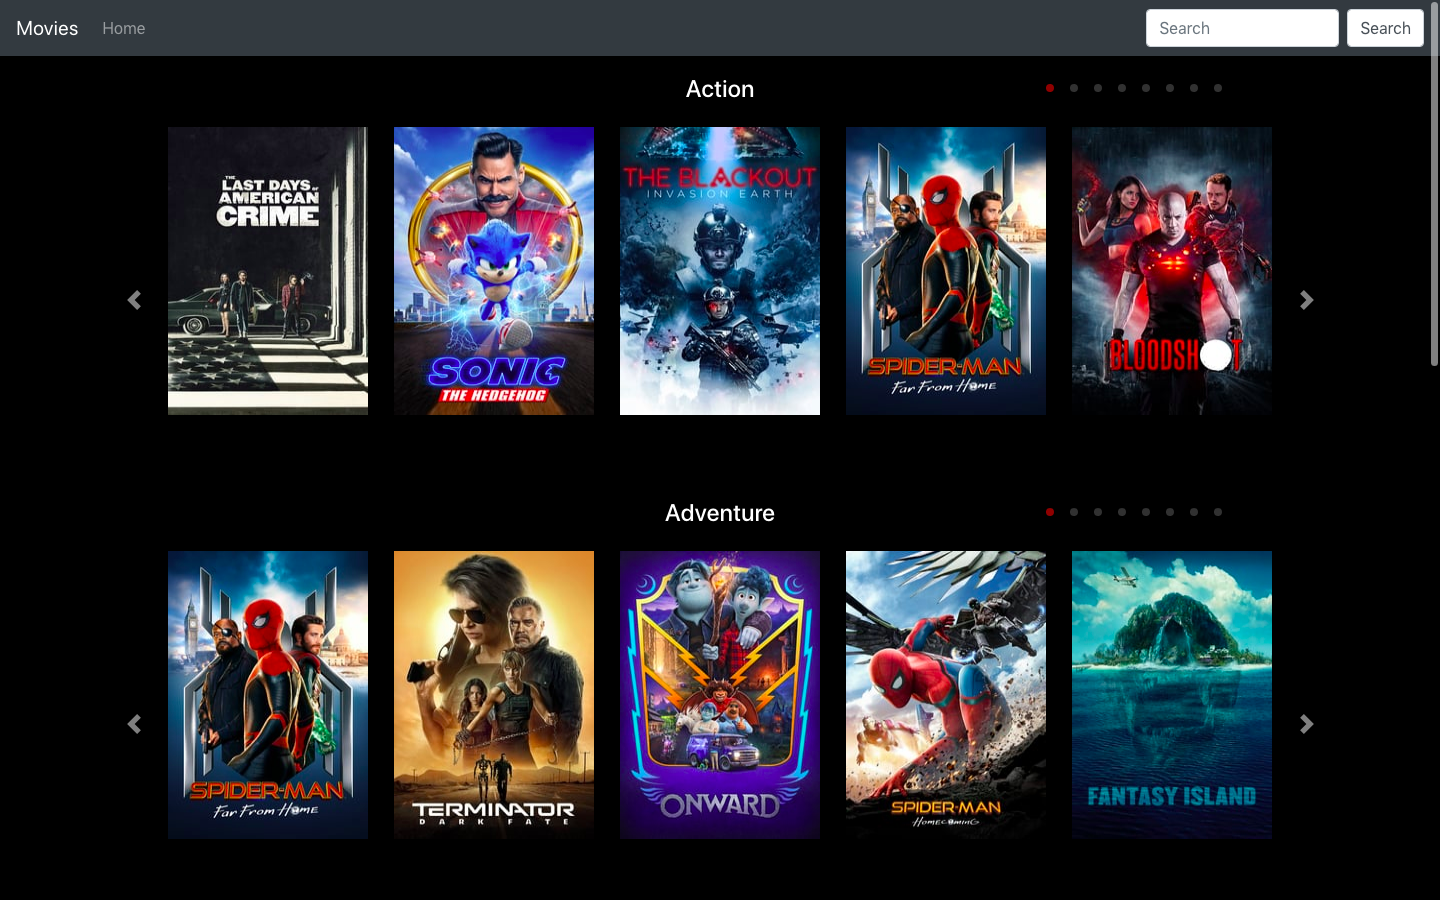 Movies
Home
Search
Search
Action
THE
LAST DAYS OF
AMERICAN
CRIME
SONIC
THE HEDGEHOG
THE BLACKOUT
INVASION EARTH
SPIDER-MAN
Far From Home
BLOODSHOT
Adventure
SPIDER-MAN
Far From Home
TERMINATOR
DARK FATE
ONWARD
SPIDER-MAN
HOMECOMING
FANTASY ISLAND